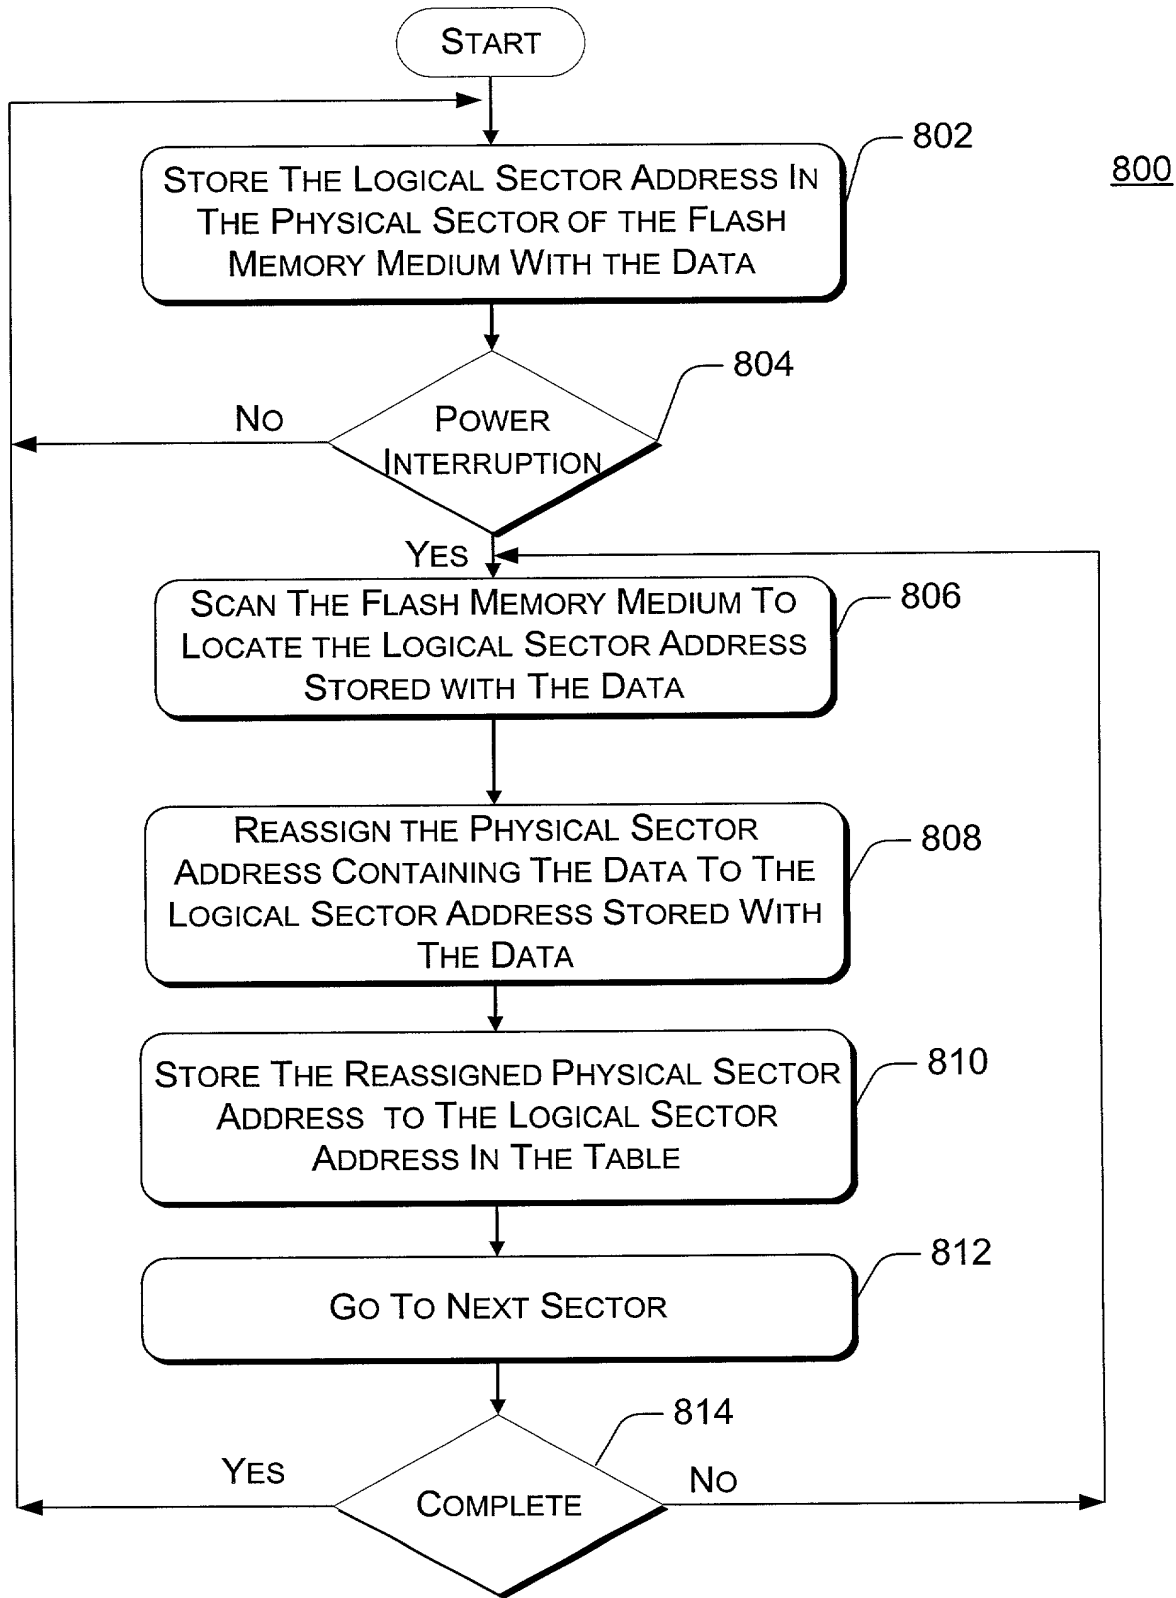 START
802
800
STORE THE LOGICAL SECTOR ADDRESS IN
THE PHYSICAL SECTOR OF THE FLASH
MEMORY MEDIUM WITH THE DATA
804
NO
POWER
INTERRUPTION
YES
SCAN THE FLASH MEMORY MEDIUM TO
LOCATE THE LOGICAL SECTOR ADDRESS
STORED WITH THE DATA
806
REASSIGN THE PHYSICAL SECTOR
ADDRESS CONTAINING THE DATA TO THE
LOGICAL SECTOR ADDRESS STORED WITH
THE DATA
808
STORE THE REASSIGNED PHYSICAL SECTOR
ADDRESS TO THE LOGICAL SECTOR
ADDRESS IN THE TABLE
810
812
GO TO NEXT SECTOR
814
YES
NO
COMPLETE